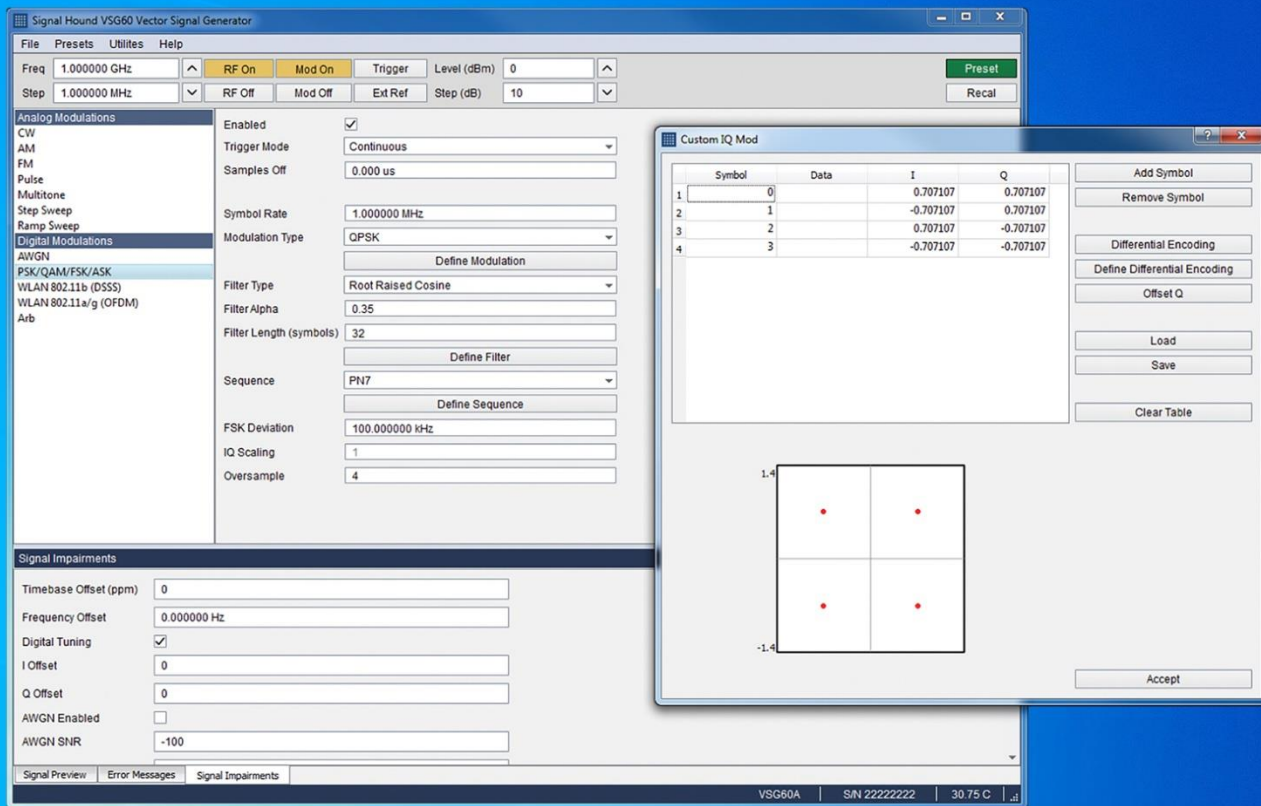 Signal Hound VSG60 Vector Signal Generator
File Presets Utilites Help
Freq 1.000000 GHz RF On Mod On Trigger Level (dBm) 0 Preset
Step 1.000000 MHz RF Off Mod Off Ext Ref Step (dB) 10 Recal
Analog Modulations
CW
AM
FM
Pulse
Multitone
Step Sweep
Ramp Sweep
Digital Modulations
AWGN
PSK/QAM/FSK/ASK
WLAN 802.11b (DSSS)
WLAN 802.11a/g (OFDM)
Arb
Enabled
Trigger Mode Continuous
Samples Off 0.000 us
Symbol Rate 1.000000 MHz
Modulation Type QPSK
Define Modulation
Filter Type Root Raised Cosine
Filter Alpha 0.35
Filter Length (symbols) 32
Define Filter
Sequence PN7
Define Sequence
FSK Deviation 100.000000 kHz
IQ Scaling 1
Oversample 4
Custom IQ Mod ?
Symbol Data I Q
1 0 0.707107 0.707107
2 1 -0.707107 0.707107
3 2 0.707107 -0.707107
4 3 -0.707107 -0.707107
Add Symbol
Remove Symbol
Differential Encoding
Define Differential Encoding
Offset Q
Load
Save
Clear Table
1.4
-1.4
Accept
Signal Impairments
Timebase Offset (ppm) 0
Frequency Offset 0.000000 Hz
Digital Tuning
I Offset 0
Q Offset 0
AWGN Enabled
AWGN SNR -100
Signal Preview Error Messages Signal Impairments
VSG60A S/N 22222222 30.75 C